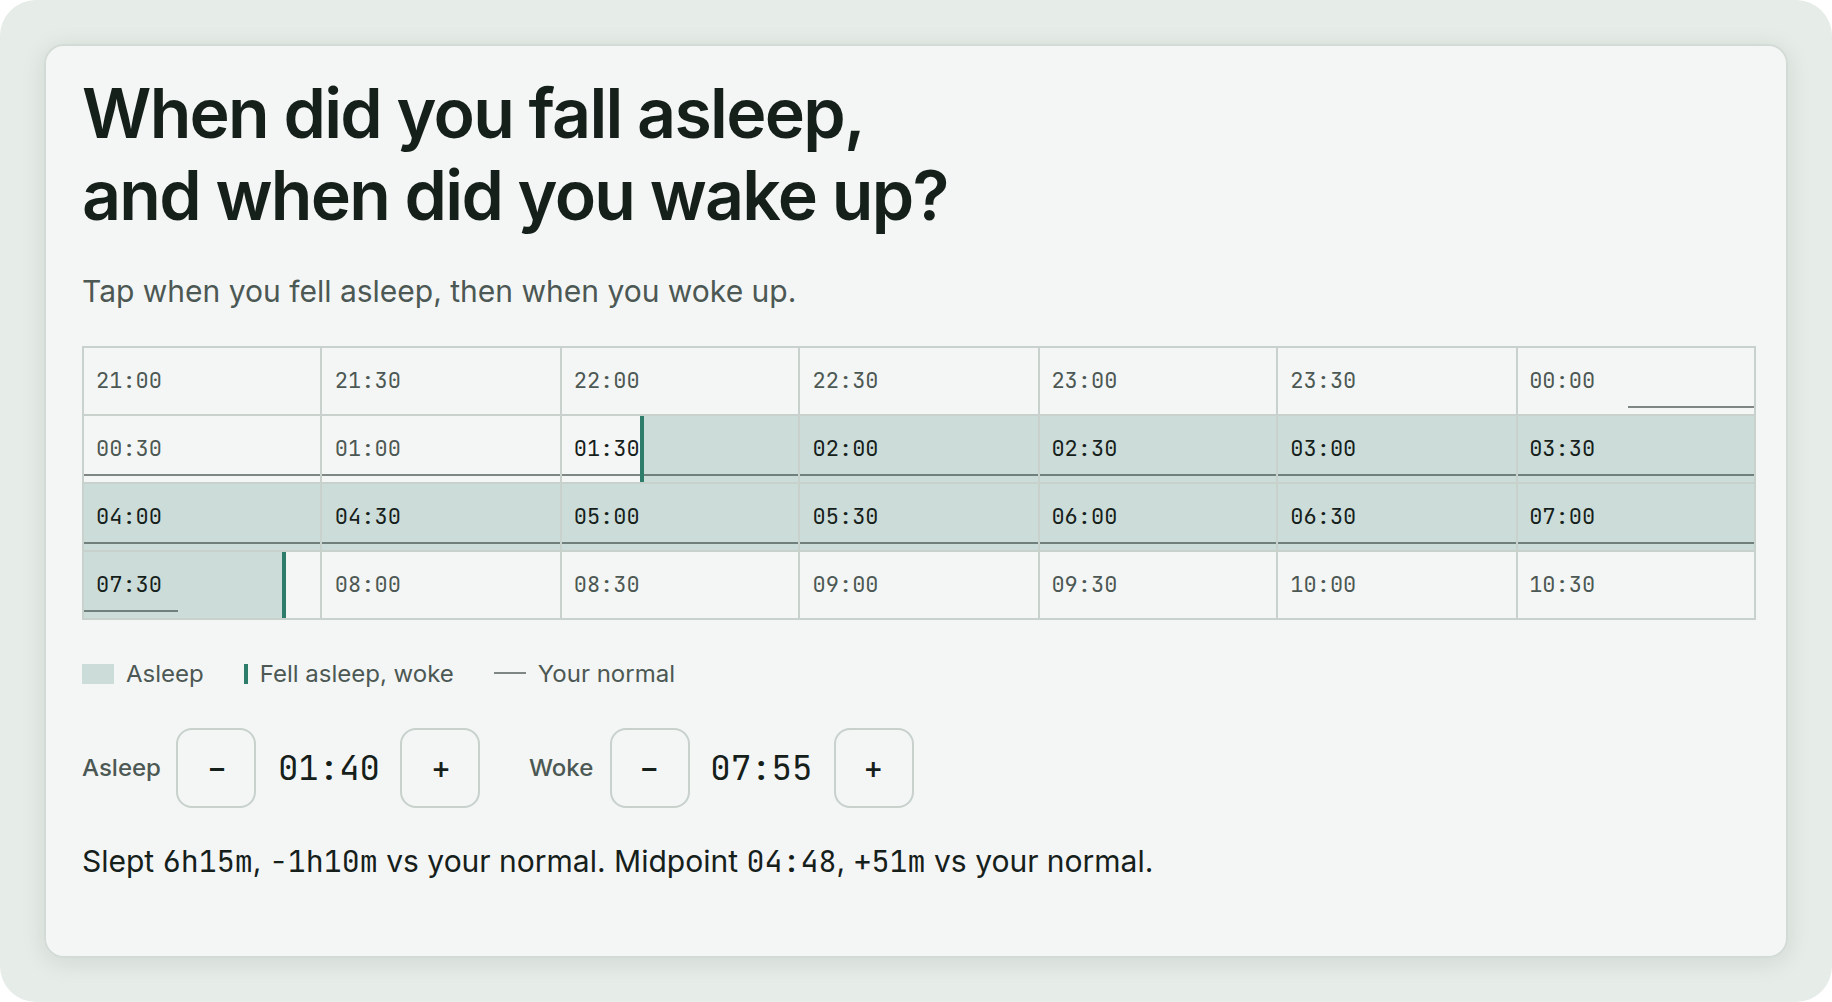 When did you fall asleep,
and when did you wake up?
Tap when you fell asleep, then when you woke up.
21:00 21:30 22:00 22:30 23:00 23:30 00:00
00:30 01:00 01:30 02:00 02:30 03:00 03:30
04:00 04:30 05:00 05:30 06:00 06:30 07:00
07:30 08:00 08:30 09:00 09:30 10:00 10:30
Asleep Fell asleep, woke Your normal
Asleep − 01:40 + Woke − 07:55 +
Slept 6h15m, -1h10m vs your normal. Midpoint 04:48, +51m vs your normal.